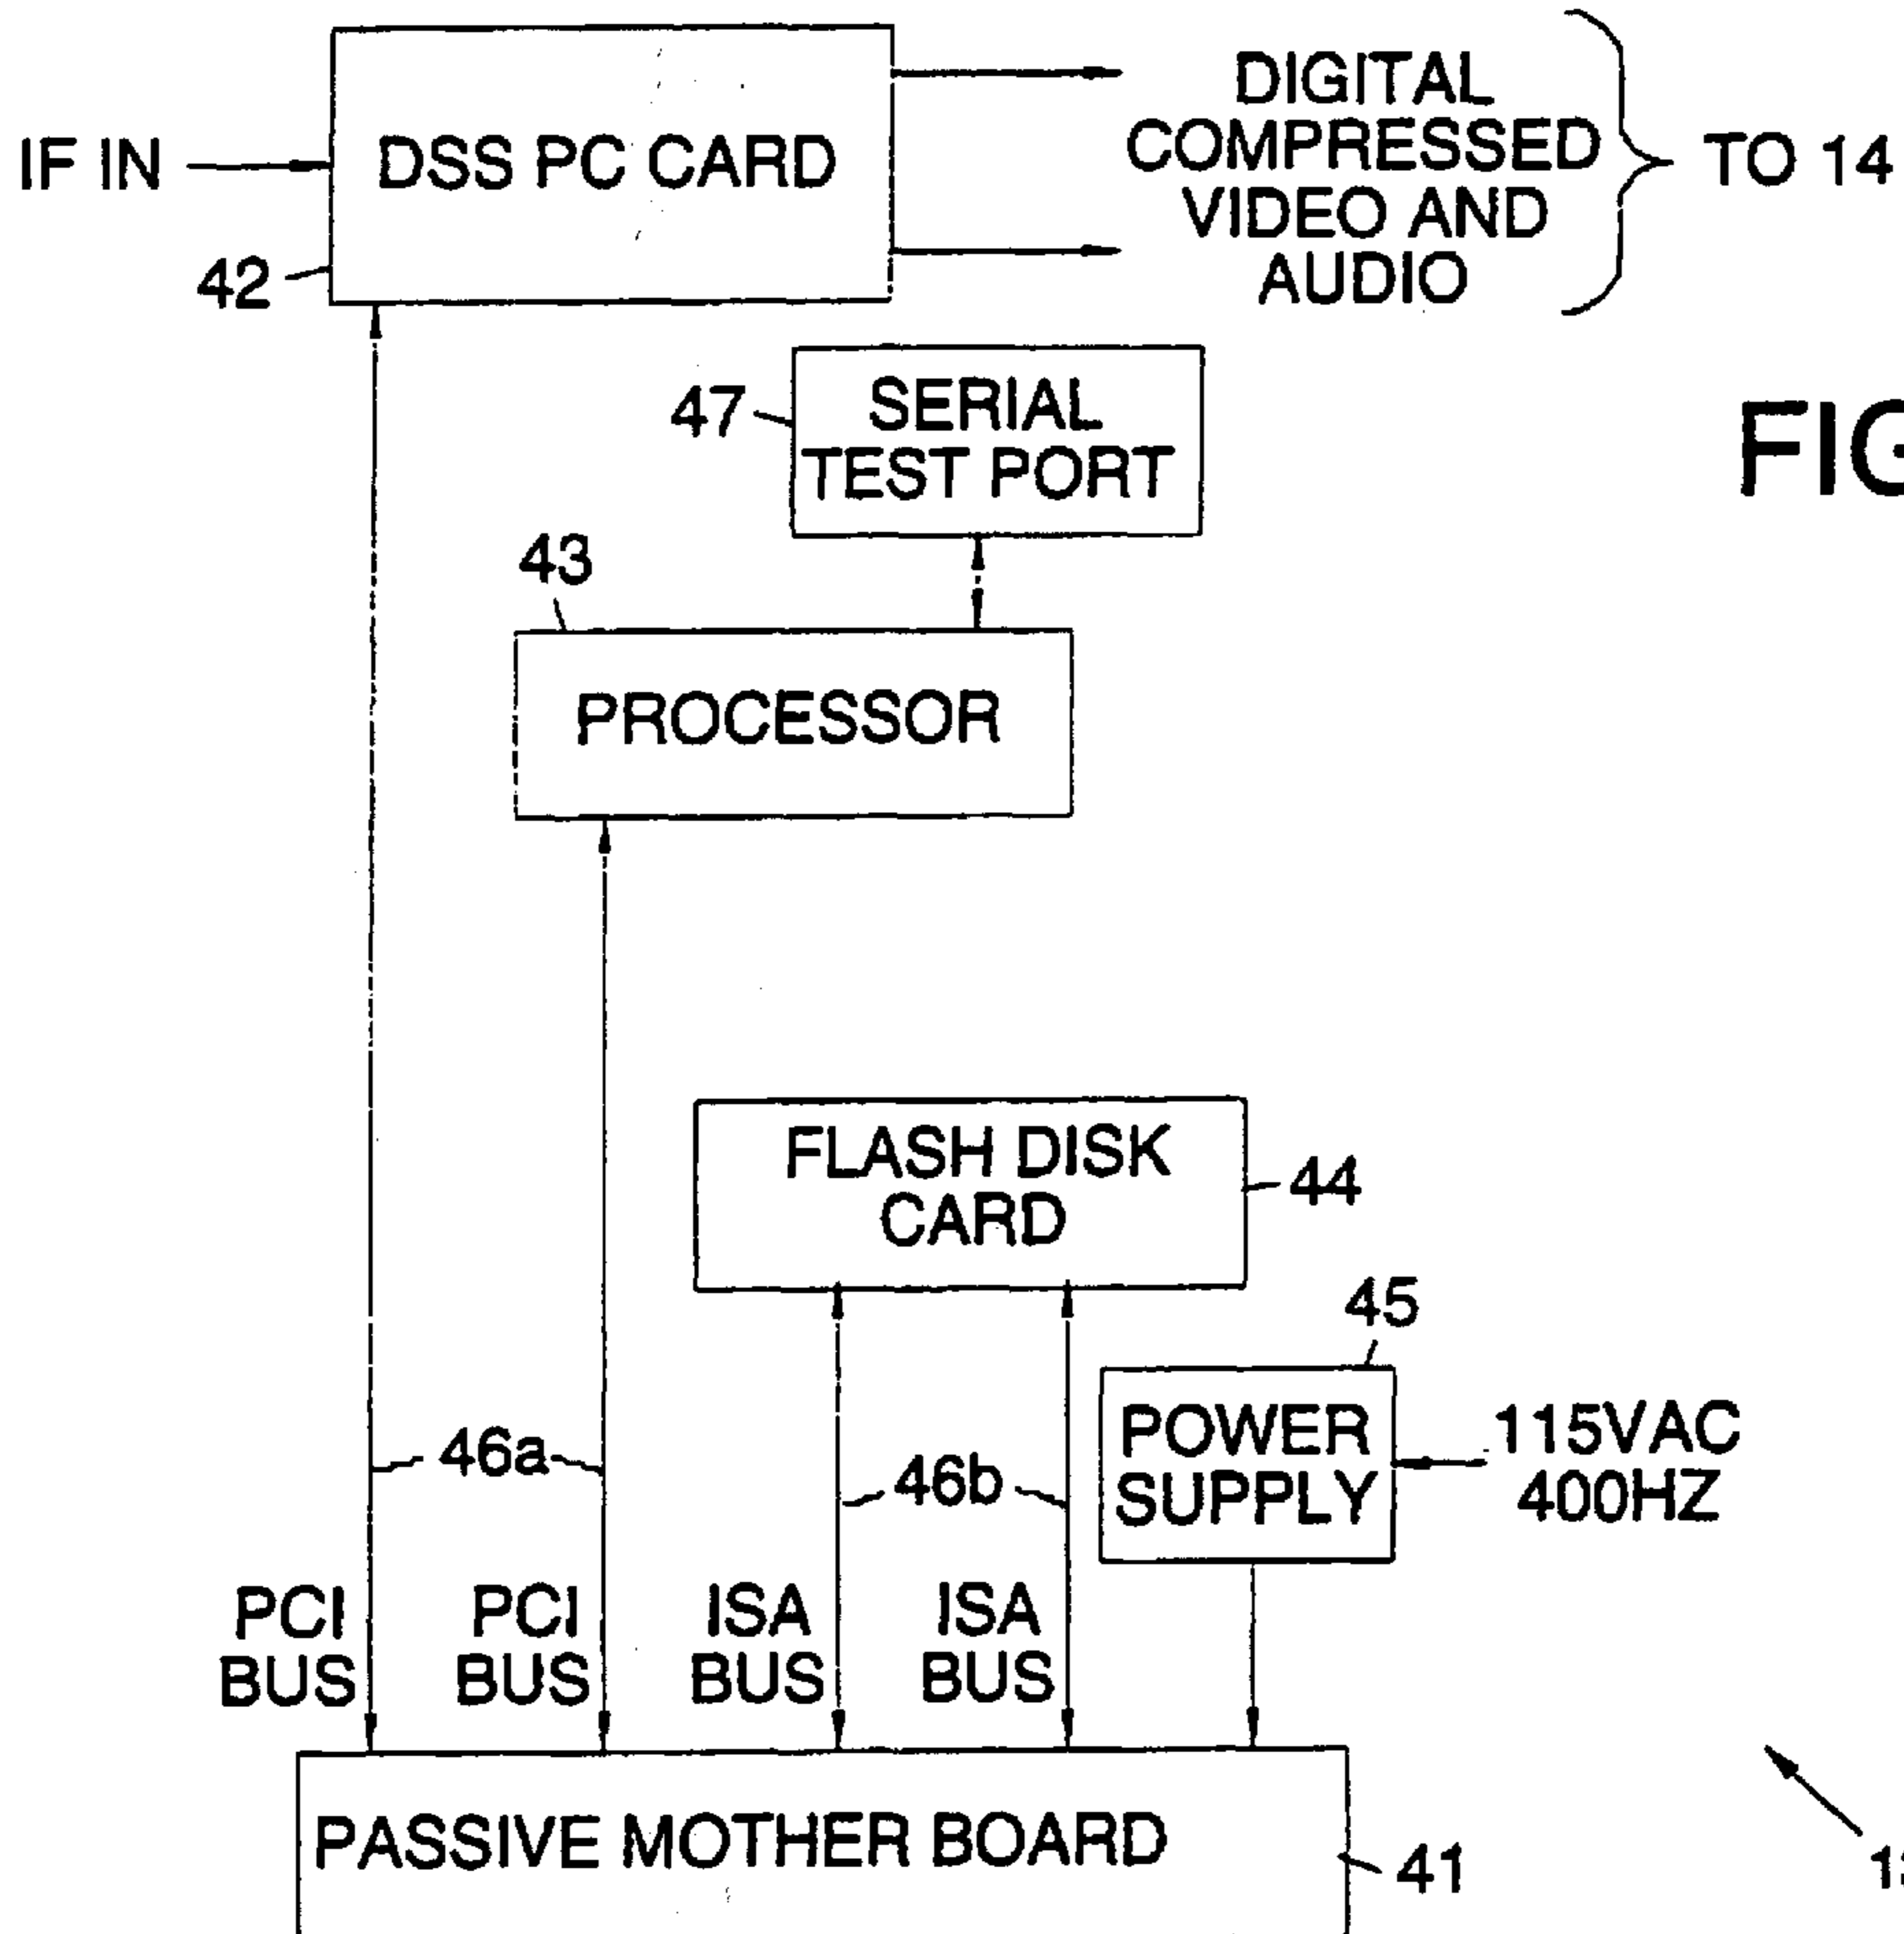 DIGITAL
COMPRESSED
VIDEO AND
AUDIO
TO 14
IF IN
DSS PC CARD
42
47
SERIAL
TEST PORT
43
PROCESSOR
FLASH DISK
CARD
44
45
POWER
SUPPLY
115VAC
400HZ
46a
46b
PCI
BUS
PCI
BUS
ISA
BUS
ISA
BUS
PASSIVE MOTHER BOARD
41